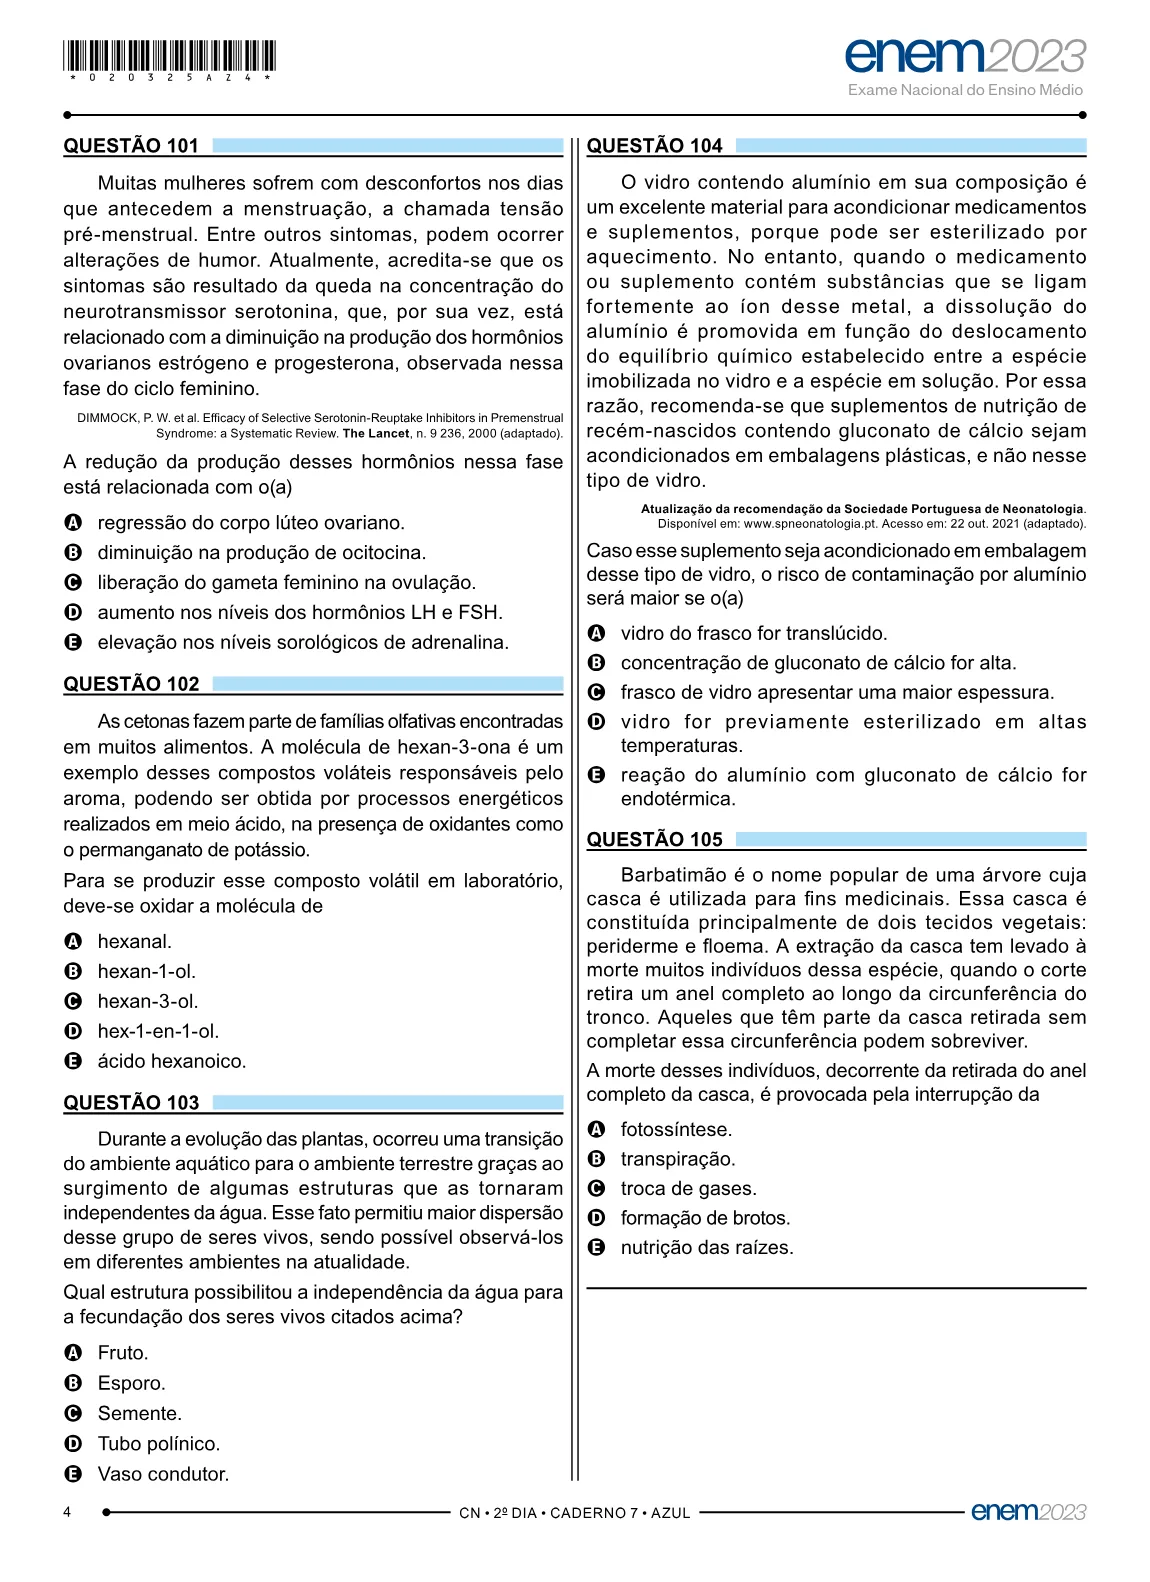 *020325AZ4*
enem2023
Exame Nacional do Ensino Médio
QUESTÃO 101
Muitas mulheres sofrem com desconfortos nos dias
que antecedem a menstruação, a chamada tensão
pré-menstrual. Entre outros sintomas, podem ocorrer
alterações de humor. Atualmente, acredita-se que os
sintomas são resultado da queda na concentração do
neurotransmissor serotonina, que, por sua vez, está
relacionado com a diminuição na produção dos hormônios
ovarianos estrógeno e progesterona, observada nessa
fase do ciclo feminino.
DIMMOCK, P. W. et al. Efficacy of Selective Serotonin-Reuptake Inhibitors in Premenstrual
Syndrome: a Systematic Review. The Lancet, n. 9 236, 2000 (adaptado).
A redução da produção desses hormônios nessa fase
está relacionada com o(a)
A regressão do corpo lúteo ovariano.
B diminuição na produção de ocitocina.
C liberação do gameta feminino na ovulação.
D aumento nos níveis dos hormônios LH e FSH.
E elevação nos níveis sorológicos de adrenalina.
QUESTÃO 102
As cetonas fazem parte de famílias olfativas encontradas
em muitos alimentos. A molécula de hexan-3-ona é um
exemplo desses compostos voláteis responsáveis pelo
aroma, podendo ser obtida por processos energéticos
realizados em meio ácido, na presença de oxidantes como
o permanganato de potássio.
Para se produzir esse composto volátil em laboratório,
deve-se oxidar a molécula de
A hexanal.
B hexan-1-ol.
C hexan-3-ol.
D hex-1-en-1-ol.
E ácido hexanoico.
QUESTÃO 103
Durante a evolução das plantas, ocorreu uma transição
do ambiente aquático para o ambiente terrestre graças ao
surgimento de algumas estruturas que as tornaram
independentes da água. Esse fato permitiu maior dispersão
desse grupo de seres vivos, sendo possível observá-los
em diferentes ambientes na atualidade.
Qual estrutura possibilitou a independência da água para
a fecundação dos seres vivos citados acima?
A Fruto.
B Esporo.
C Semente.
D Tubo polínico.
E Vaso condutor.
QUESTÃO 104
O vidro contendo alumínio em sua composição é
um excelente material para acondicionar medicamentos
e suplementos, porque pode ser esterilizado por
aquecimento. No entanto, quando o medicamento
ou suplemento contém substâncias que se ligam
fortemente ao íon desse metal, a dissolução do
alumínio é promovida em função do deslocamento
do equilíbrio químico estabelecido entre a espécie
imobilizada no vidro e a espécie em solução. Por essa
razão, recomenda-se que suplementos de nutrição de
recém-nascidos contendo gluconato de cálcio sejam
acondicionados em embalagens plásticas, e não nesse
tipo de vidro.
Atualização da recomendação da Sociedade Portuguesa de Neonatologia.
Disponível em: www.spneonatologia.pt. Acesso em: 22 out. 2021 (adaptado).
Caso esse suplemento seja acondicionado em embalagem
desse tipo de vidro, o risco de contaminação por alumínio
será maior se o(a)
A vidro do frasco for translúcido.
B concentração de gluconato de cálcio for alta.
C frasco de vidro apresentar uma maior espessura.
D vidro for previamente esterilizado em altas
temperaturas.
E reação do alumínio com gluconato de cálcio for
endotérmica.
QUESTÃO 105
Barbatimão é o nome popular de uma árvore cuja
casca é utilizada para fins medicinais. Essa casca é
constituída principalmente de dois tecidos vegetais:
periderme e floema. A extração da casca tem levado à
morte muitos indivíduos dessa espécie, quando o corte
retira um anel completo ao longo da circunferência do
tronco. Aqueles que têm parte da casca retirada sem
completar essa circunferência podem sobreviver.
A morte desses indivíduos, decorrente da retirada do anel
completo da casca, é provocada pela interrupção da
A fotossíntese.
B transpiração.
C troca de gases.
D formação de brotos.
E nutrição das raízes.
4
CN • 2º DIA • CADERNO 7 • AZUL
enem2023